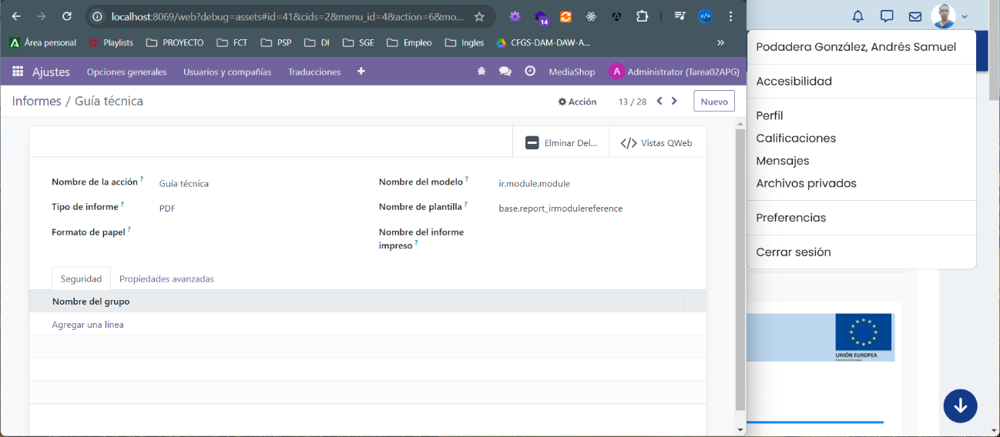 localhost:8069/web?debug=assets#id=41&cids=2&menu_id=4&action=6&mo...
14
Área personal
Playlists
PROYECTO
FCT
PSP
DI
SGE
Empleo
Ingles
CFGS-DAM-DAW-A...
»
Ajustes
Opciones generales
Usuarios y compañías
Traducciones
MediaShop
A
Administrator (Tarea02APG)
Informes / Guía técnica
Acción
13 / 28
Nuevo
Elminar Del...
</> Vistas QWeb
Nombre de la acción ?
Guía técnica
Nombre del modelo ?
ir.module.module
Tipo de informe ?
PDF
Nombre de plantilla ?
base.report_irmodulereference
Formato de papel ?
Nombre del informe
impreso ?
Seguridad
Propiedades avanzadas
Nombre del grupo
Agregar una línea
Podadera González, Andrés Samuel
Accesibilidad
Perfil
Calificaciones
Mensajes
Archivos privados
Preferencias
Cerrar sesión
UNIÓN EUROPEA